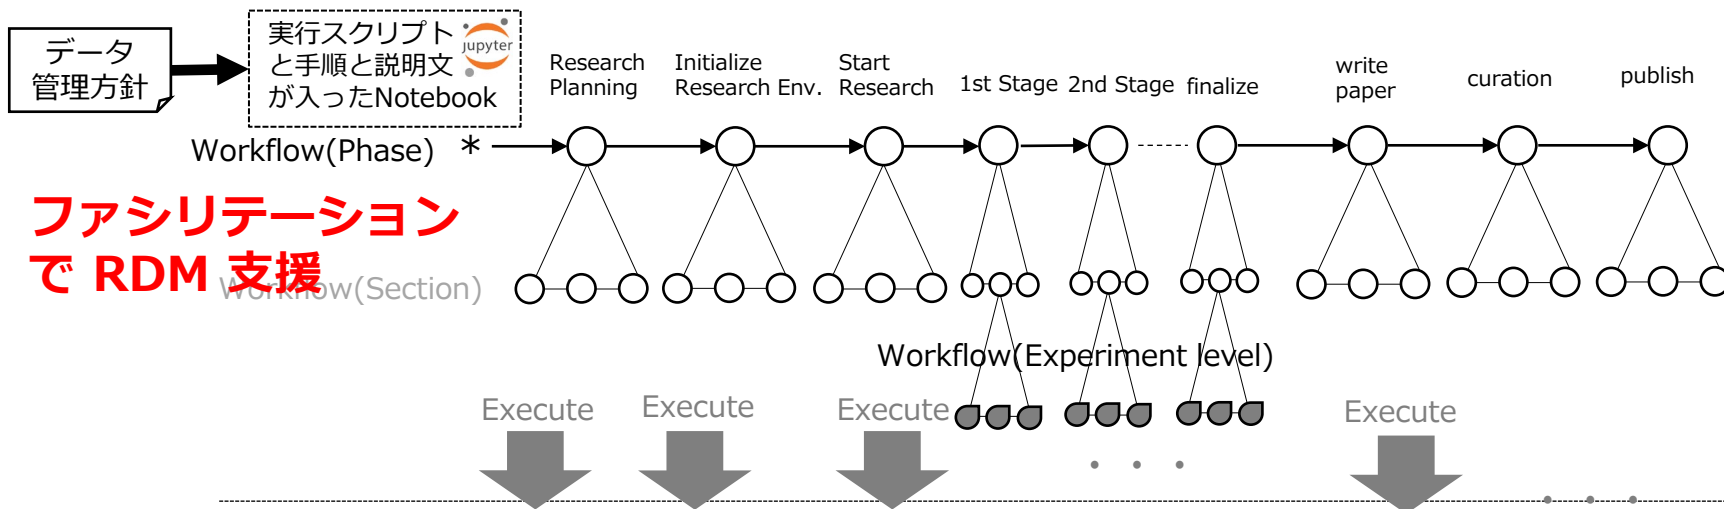 データ
管理方針
実行スクリプト
と手順と説明文
が入ったNotebook
jupyter
Research
Planning
Initialize
Research Env.
Start
Research
1st Stage
2nd Stage
finalize
write
paper
curation
publish
Workflow(Phase) *
ファシリテーション
で RDM 支援
Workflow(Section)
Workflow(Experiment level)
Execute
Execute
Execute
Execute